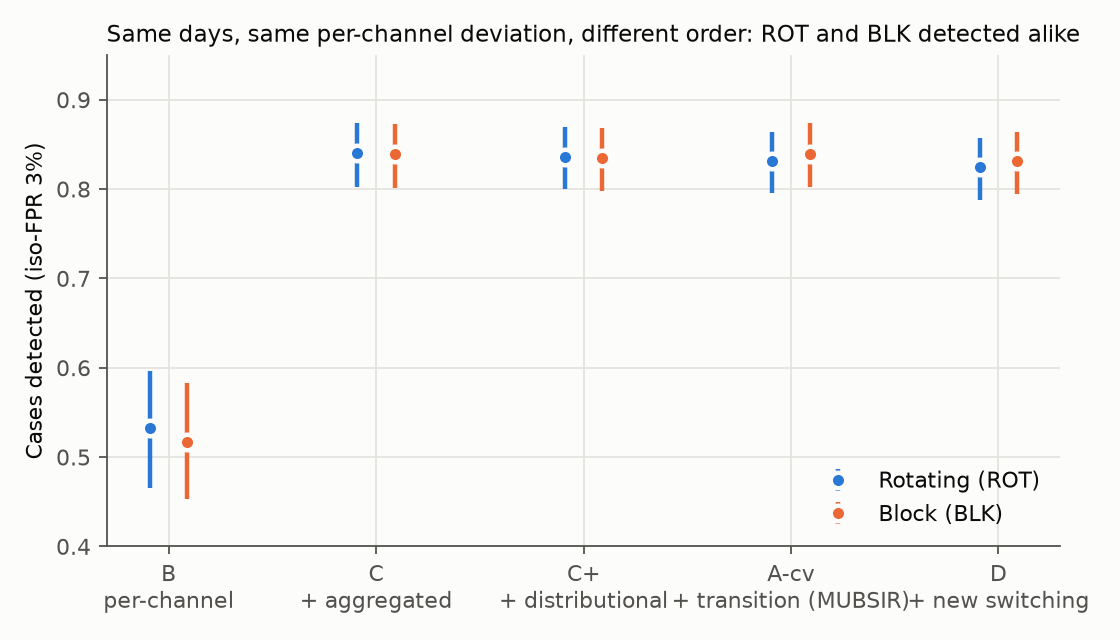 Same days, same per-channel deviation, different order: ROT and BLK detected alike
Cases detected (iso-FPR 3%)
0.9
0.8
0.7
0.6
0.5
0.4
Rotating (ROT)
Block (BLK)
B
per-channel
C
+ aggregated
C+
+ distributional
A-cv
+ transition (MUBSIR)
D
+ new switching